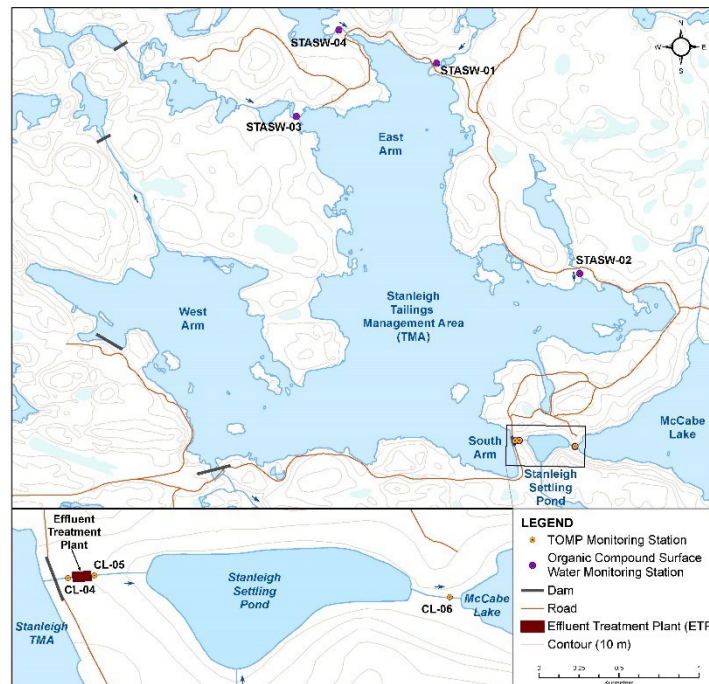 STASW-04
N
W E
S
STASW-01
STASW-03
East
Arm
STASW-02
West
Arm
Stanleigh
Tailings
Management Area
(TMA)
McCabe
Lake
South
Arm
Stanleigh
Settling
Pond
Effluent
Treatment
Plant
CL-05
CL-04
Stanleigh
Settling
Pond
CL-06
McCabe
Lake
Stanleigh
TMA
LEGEND
TOMP Monitoring Station
Organic Compound Surface
Water Monitoring Station
Dam
Road
Effluent Treatment Plant (ETP
Contour (10 m)
0.5 1